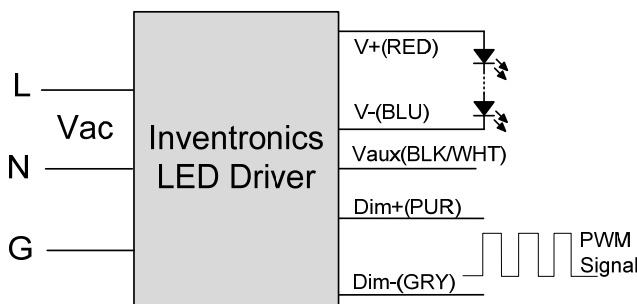 L
Vac
N
G
Inventronics
LED Driver
V+(RED)
V-(BLU)
Vaux(BLK/WHT)
Dim+(PUR)
Dim-(GRY)
PWM
Signal